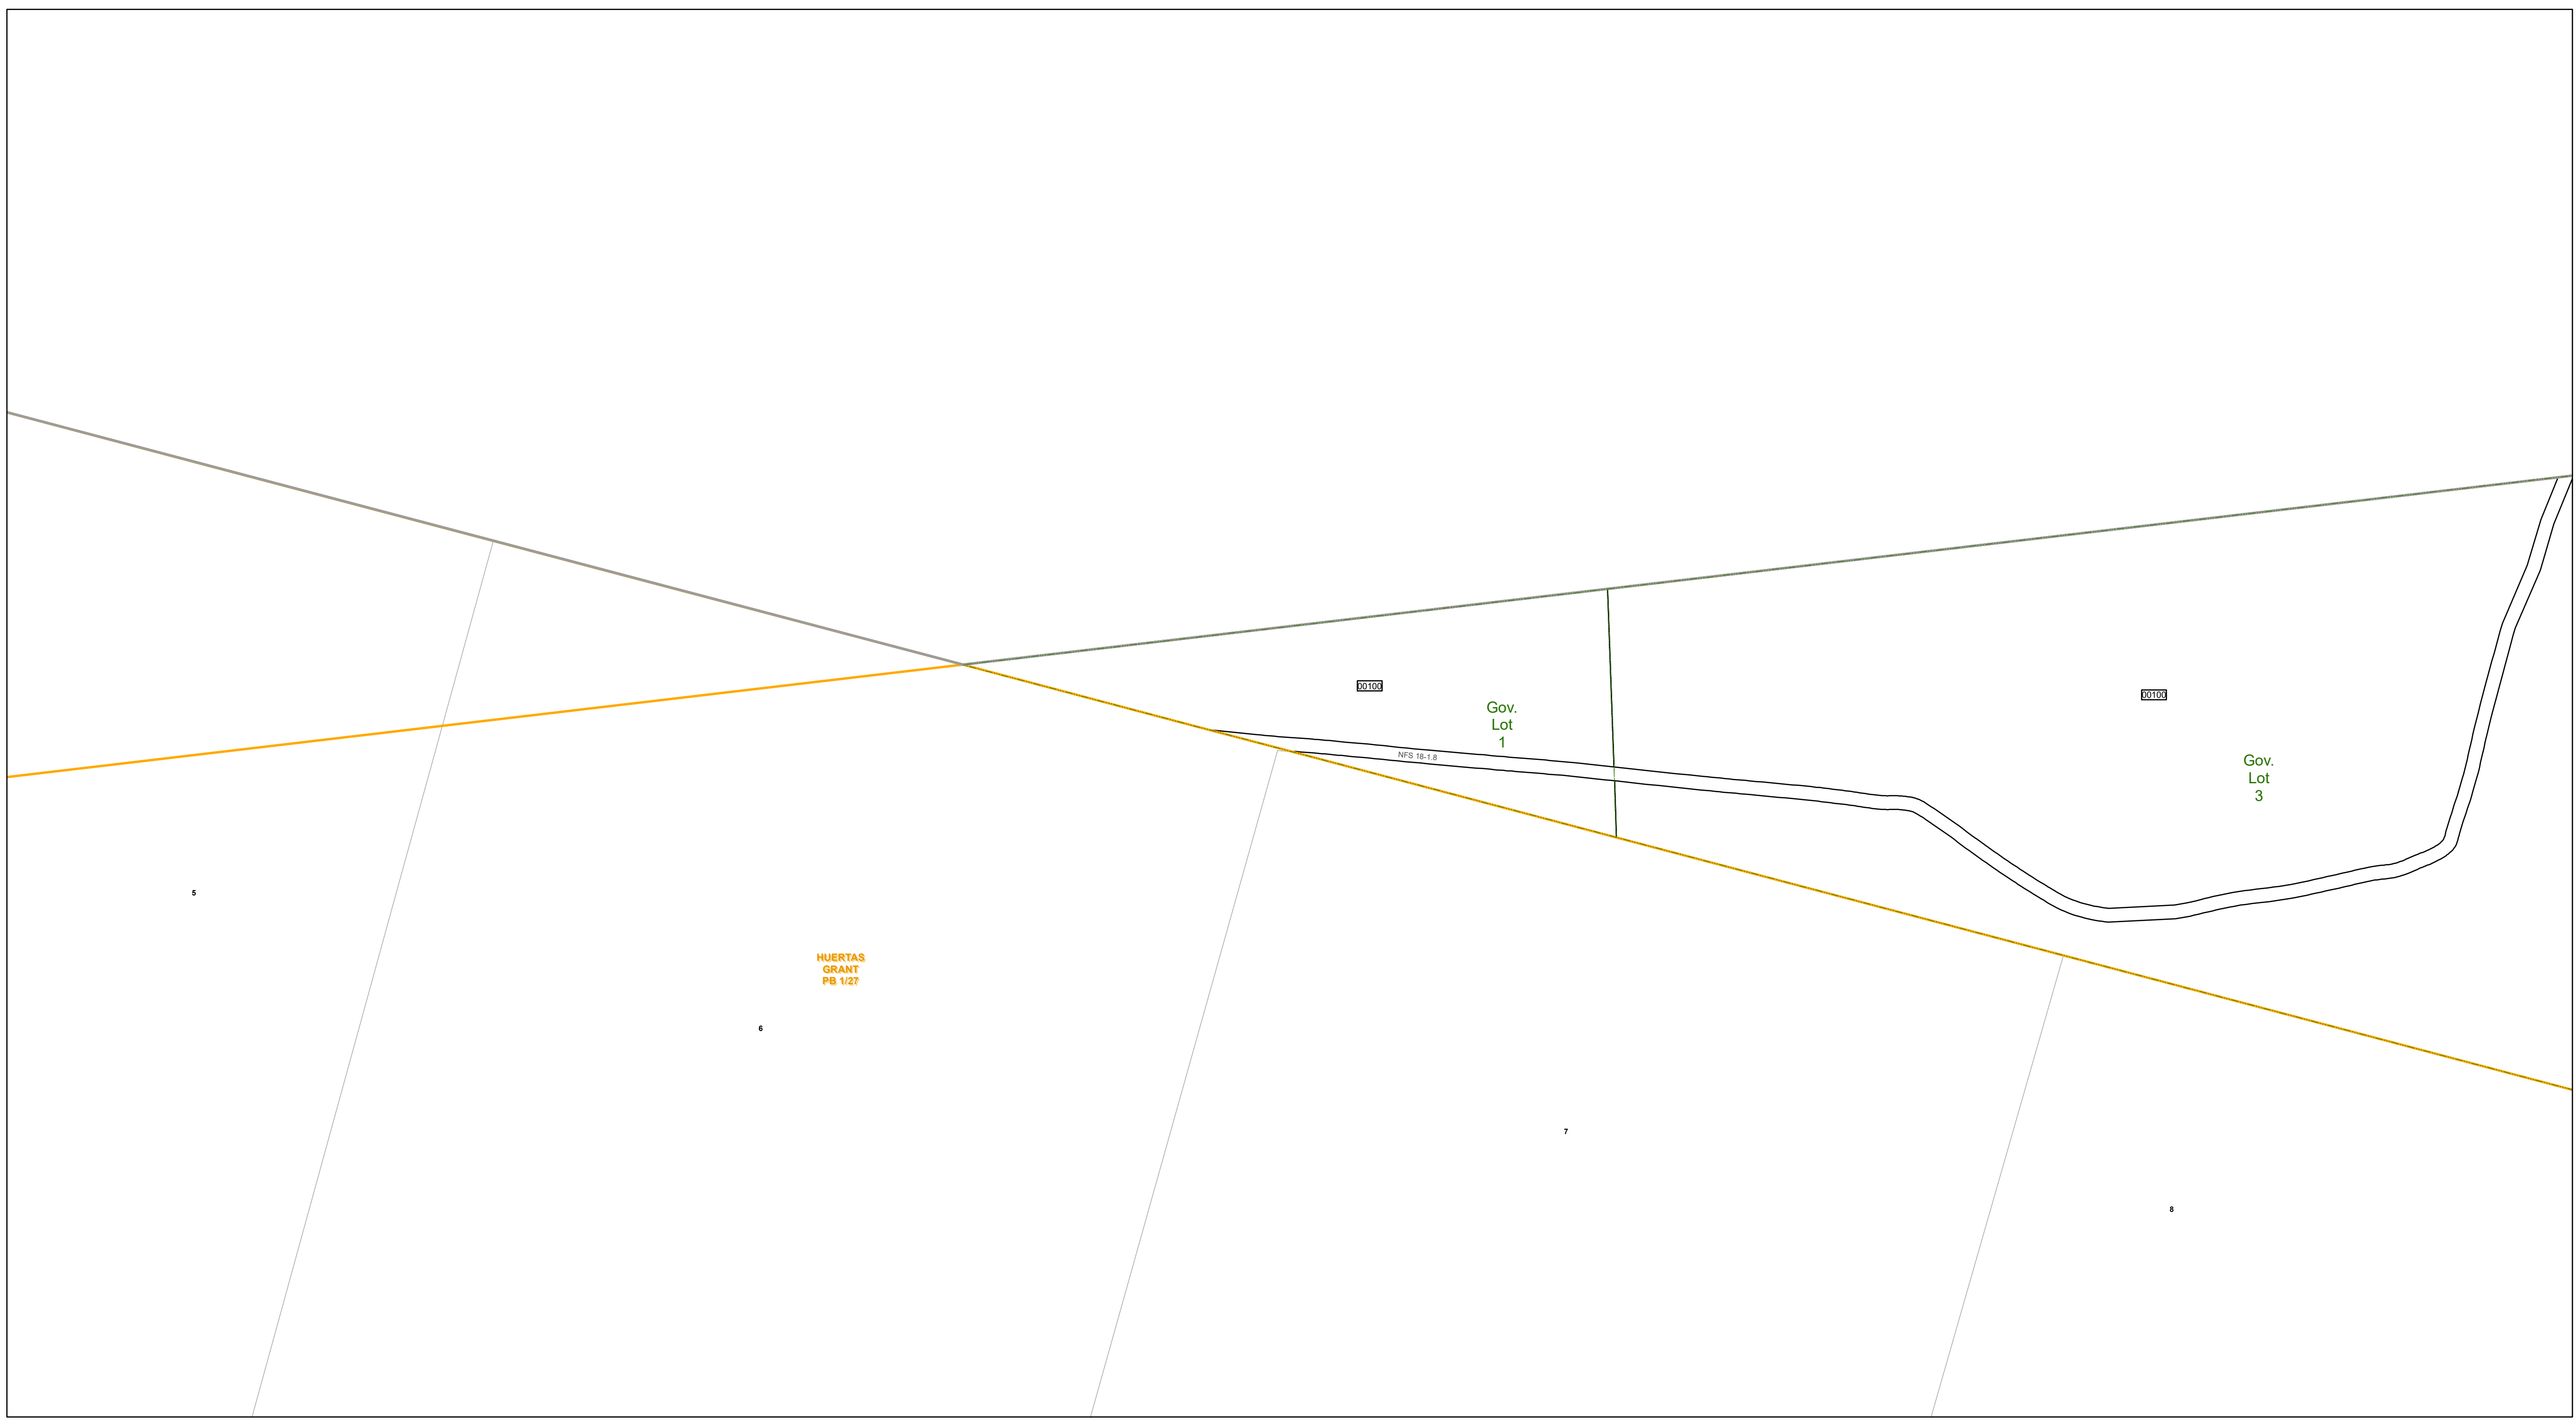 00100
00100
Gov.
Lot
1
NFS 18-1.8
Gov.
Lot
3
5
HUERTAS
GRANT
PB 1/27
6
7
8